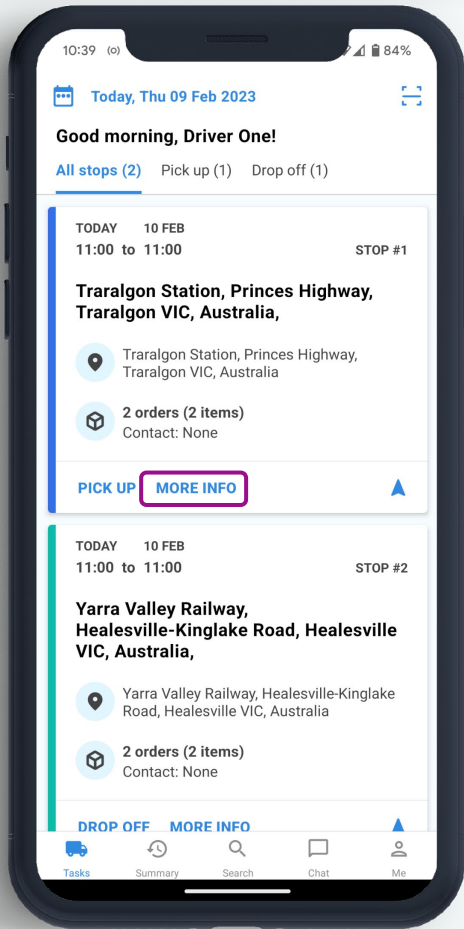 10:39
84%
Today, Thu 09 Feb 2023
Good morning, Driver One!
All stops (2) Pick up (1) Drop off (1)
TODAY 10 FEB
11:00 to 11:00 STOP #1
Traralgon Station, Princes Highway,
Traralgon VIC, Australia,
Traralgon Station, Princes Highway,
Traralgon VIC, Australia
2 orders (2 items)
Contact: None
PICK UP MORE INFO
TODAY 10 FEB
11:00 to 11:00 STOP #2
Yarra Valley Railway,
Healesville-Kinglake Road, Healesville
VIC, Australia,
Yarra Valley Railway, Healesville-Kinglake
Road, Healesville VIC, Australia
2 orders (2 items)
Contact: None
DROP OFF MORE INFO
Tasks Summary Search Chat Me